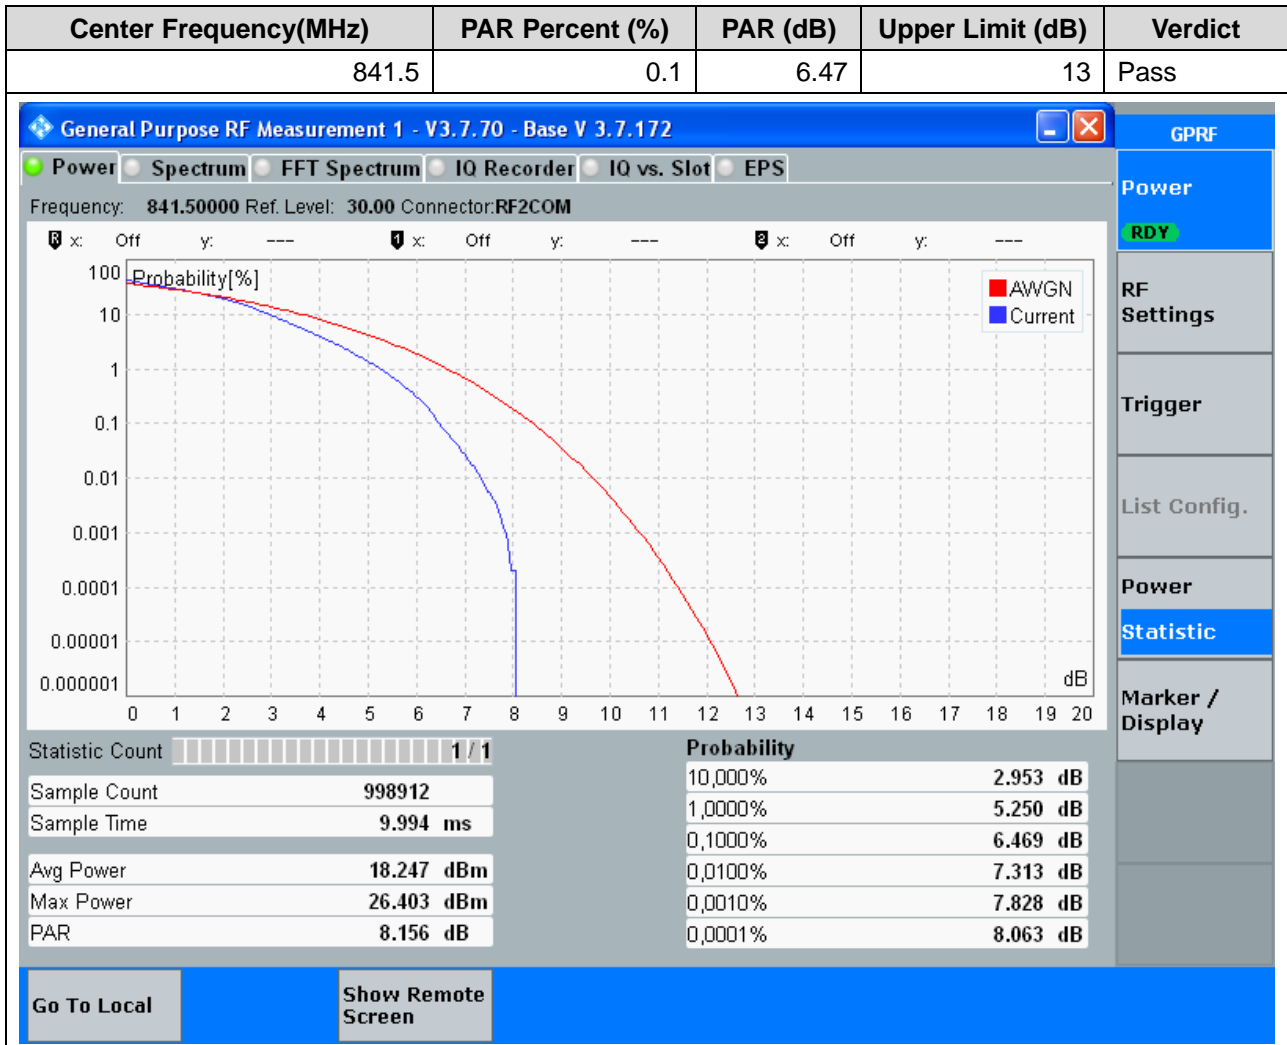 Center Frequency(MHz) PAR Percent (%) PAR (dB) Upper Limit (dB) Verdict
841.5 0.1 6.47 13 Pass
General Purpose RF Measurement 1 - V3.7.70 - Base V 3.7.172
GPRF
Power Spectrum FFT Spectrum IQ Recorder IQ vs. Slot EPS
Frequency: 841.50000 Ref. Level: 30.00 Connector:RF2COM
R x: Off y: --- 1 x: Off y: --- 2 x: Off y: ---
Probability[%]
AWGN
Current
100
10
1
0.1
0.01
0.001
0.0001
0.00001
0.000001
dB
0 1 2 3 4 5 6 7 8 9 10 11 12 13 14 15 16 17 18 19 20
Statistic Count 1 / 1
Sample Count 998912
Sample Time 9.994 ms
Avg Power 18.247 dBm
Max Power 26.403 dBm
PAR 8.156 dB
Probability
10,000% 2.953 dB
1,0000% 5.250 dB
0,1000% 6.469 dB
0,0100% 7.313 dB
0,0010% 7.828 dB
0,0001% 8.063 dB
Power
RDY
RF
Settings
Trigger
List Config.
Power
Statistic
Marker /
Display
Go To Local
Show Remote
Screen